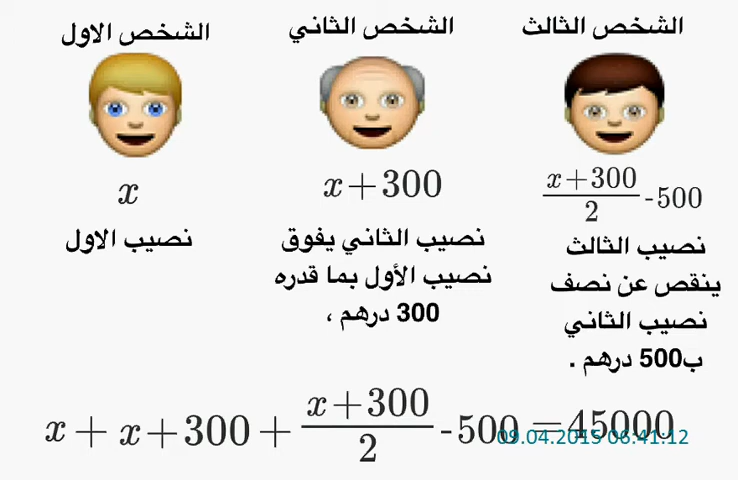 الشخص الاول
الشخص الثاني
الشخص الثالث
x
x+300
x+300
2
-500
نصيب الاول
نصيب الثاني يفوق
نصيب الأول بما قدره
300 درهم ،
نصيب الثالث
ينقص عن نصف
نصيب الثاني
ب500 درهم .
x + x+300 + (x+300)/2 -500 =45000
09.04.2015 06:41:12